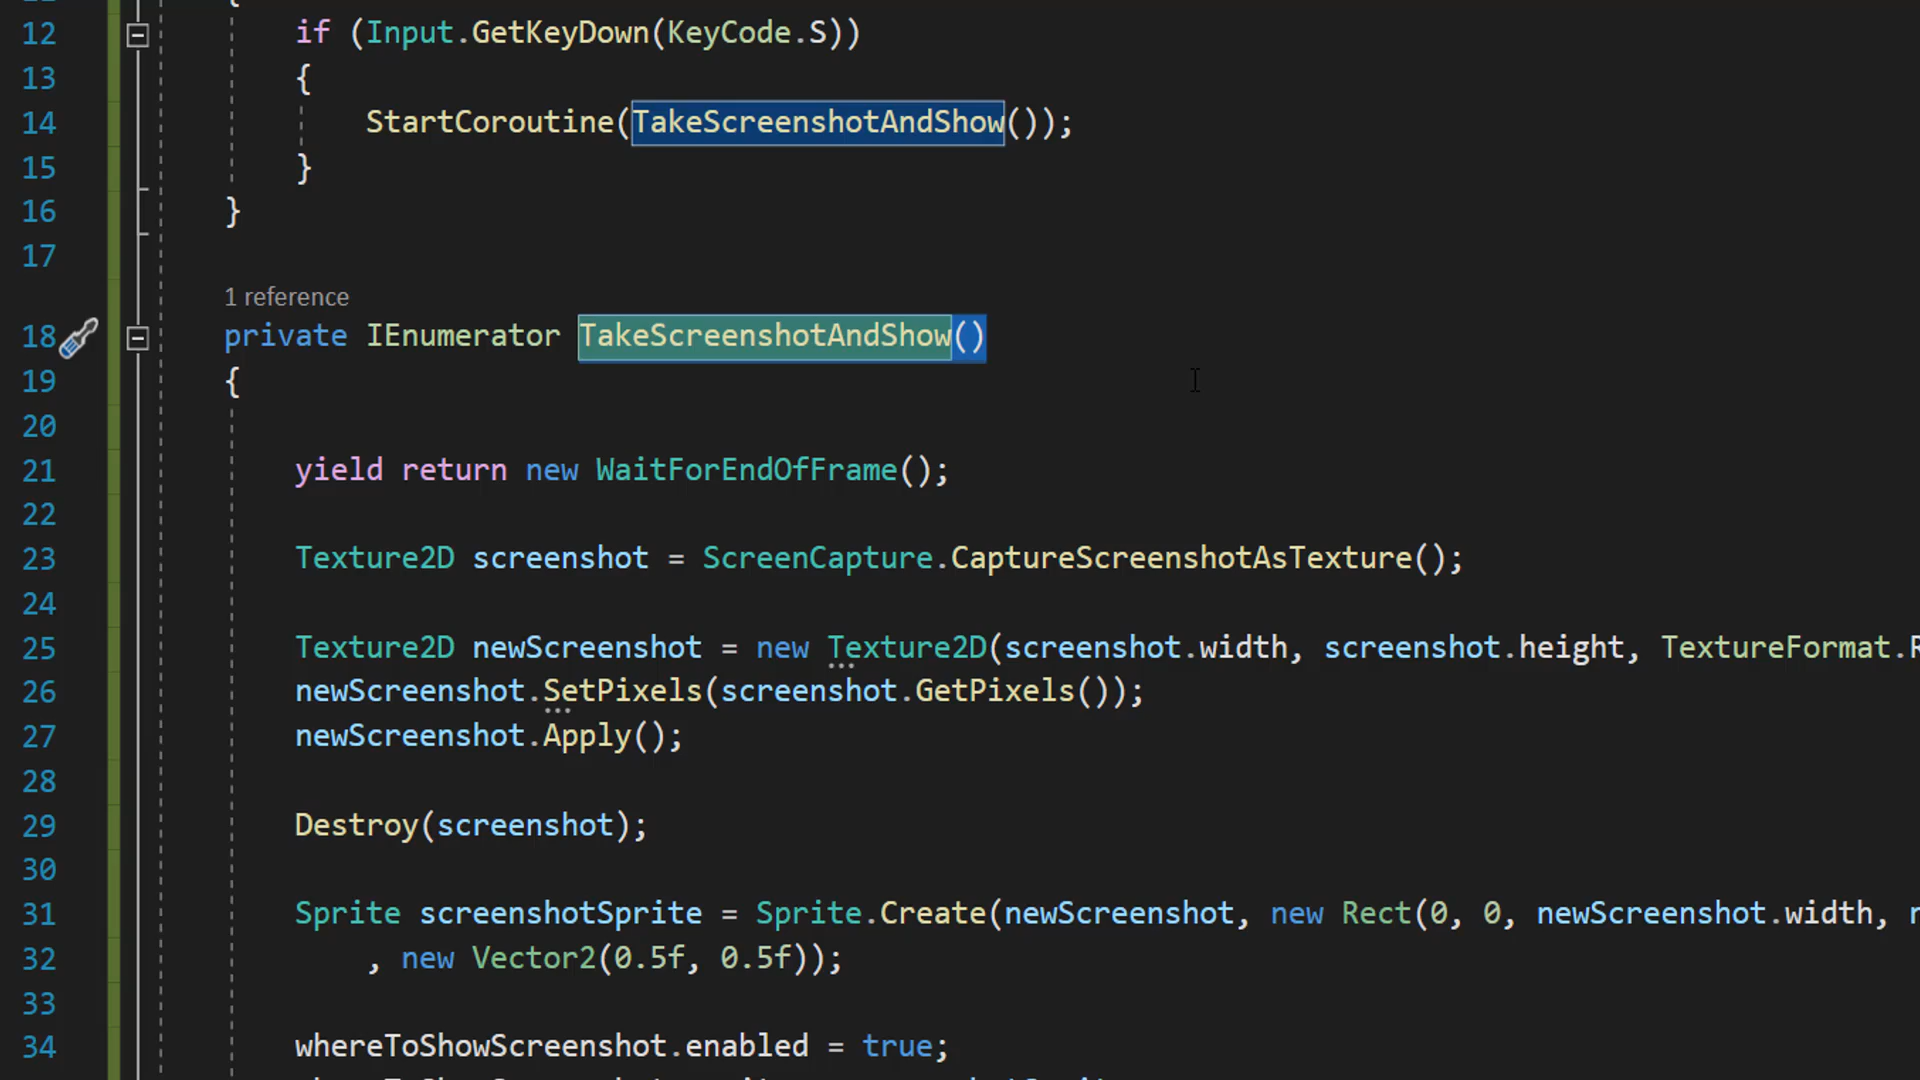 12 if (Input.GetKeyDown(KeyCode.S))
13 {
14 StartCoroutine(TakeScreenshotAndShow());
15 }
16 }
17
1 reference
18 private IEnumerator TakeScreenshotAndShow()
19 {
20
21 yield return new WaitForEndOfFrame();
22
23 Texture2D screenshot = ScreenCapture.CaptureScreenshotAsTexture();
24
25 Texture2D newScreenshot = new Texture2D(screenshot.width, screenshot.height, TextureFormat.R
26 newScreenshot.SetPixels(screenshot.GetPixels());
27 newScreenshot.Apply();
28
29 Destroy(screenshot);
30
31 Sprite screenshotSprite = Sprite.Create(newScreenshot, new Rect(0, 0, newScreenshot.width,
32 , new Vector2(0.5f, 0.5f));
33
34 whereToShowScreenshot.enabled = true;